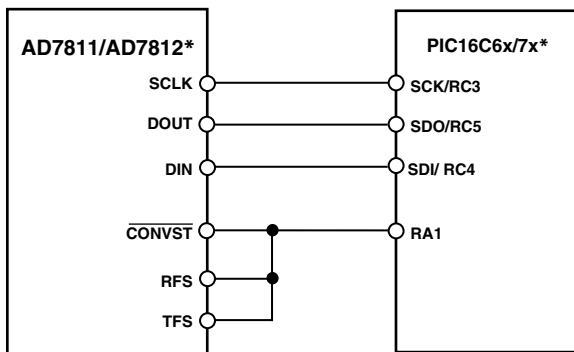 AD7811/AD7812*
PIC16C6x/7x*
SCLK
SCK/RC3
DOUT
SDO/RC5
DIN
SDI/ RC4
CONVST
RA1
RFS
TFS